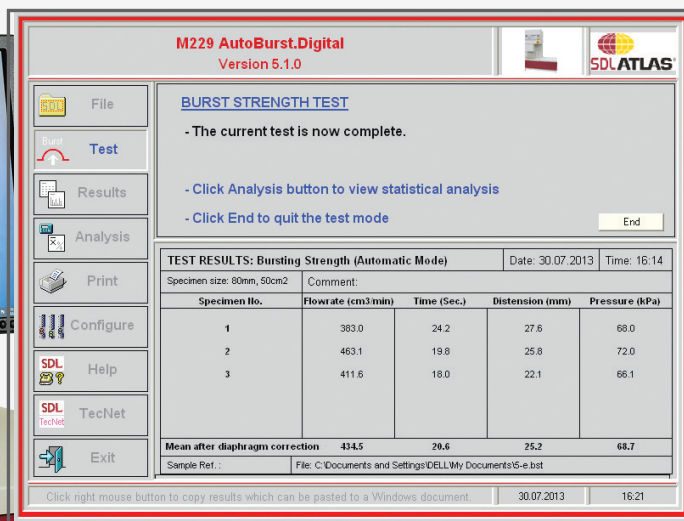 M229 AutoBurst.Digital
Version 5.1.0
SDLATLAS
SDL
File
Burst
Test
Results
Analysis
Print
Configure
SDL
Help
SDL
TecNet
TecNet
Exit
BURST STRENGTH TEST
- The current test is now complete.
- Click Analysis button to view statistical analysis
- Click End to quit the test mode
End
TEST RESULTS: Bursting Strength (Automatic Mode) Date: 30.07.2013 Time: 16:14
Specimen size: 80mm, 50cm2 Comment:
Specimen No. Flowrate (cm3/min) Time (Sec.) Distension (mm) Pressure (kPa)
1 383.0 24.2 27.6 68.0
2 463.1 19.8 25.8 72.0
3 411.6 18.0 22.1 66.1
Mean after diaphragm correction 434.5 20.6 25.2 68.7
Sample Ref. : File: C:\Documents and Settings\DELL\My Documents\5-e.bst
Click right mouse button to copy results which can be pasted to a Windows document. 30.07.2013 16:21